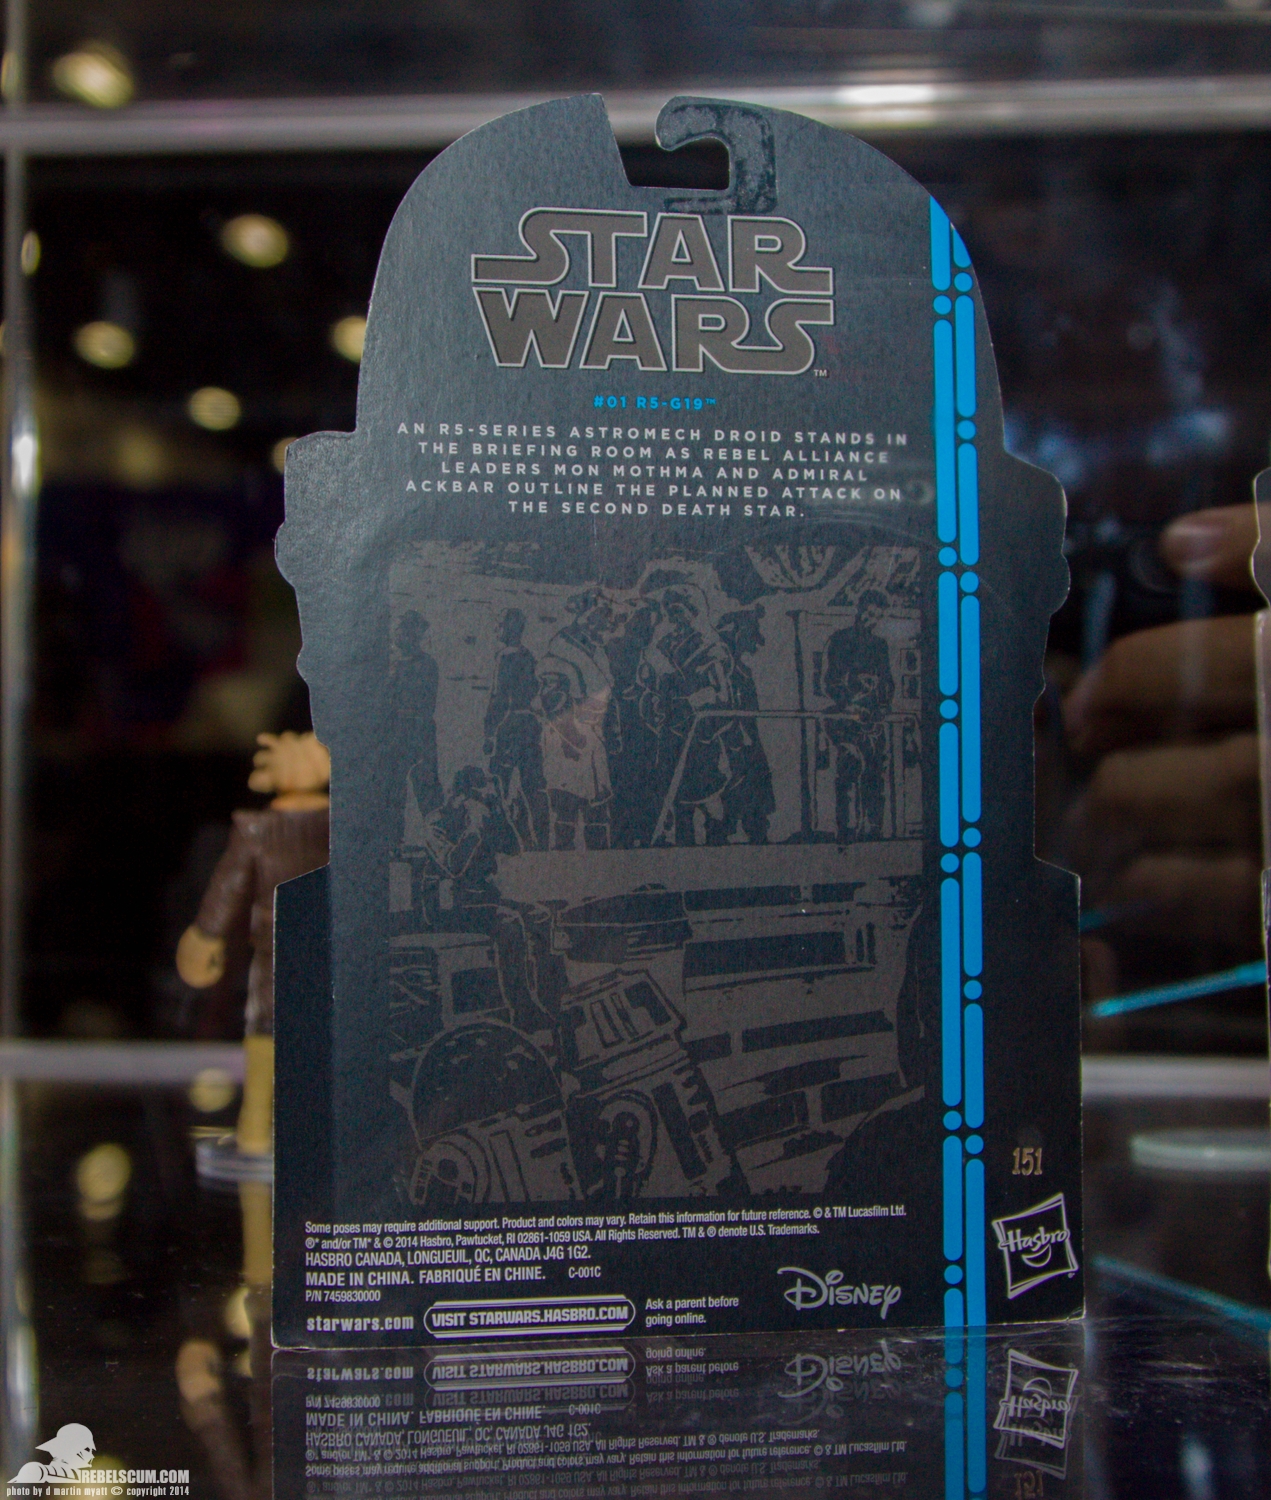 STAR
WARS
™
#01 R5-G19™
AN R5-SERIES ASTROMECH DROID STANDS IN
THE BRIEFING ROOM AS REBEL ALLIANCE
LEADERS MON MOTHMA AND ADMIRAL
ACKBAR OUTLINE THE PLANNED ATTACK ON
THE SECOND DEATH STAR.
151
Hasbro
Some poses may require additional support. Product and colors may vary. Retain this information for future reference. © & TM Lucasfilm Ltd.
®* and/or TM* & © 2014 Hasbro, Pawtucket, RI 02861-1059 USA. All Rights Reserved. TM & ® denote U.S. Trademarks.
HASBRO CANADA, LONGUEUIL, QC, CANADA J4G 1G2.
MADE IN CHINA. FABRIQUÉ EN CHINE. C-001C
P/N 7459830000
starwars.com VISIT STARWARS.HASBRO.COM Ask a parent before
going online.
DISNEY
REBELSCUM.COM
photo by d martin myatt © copyright 2014